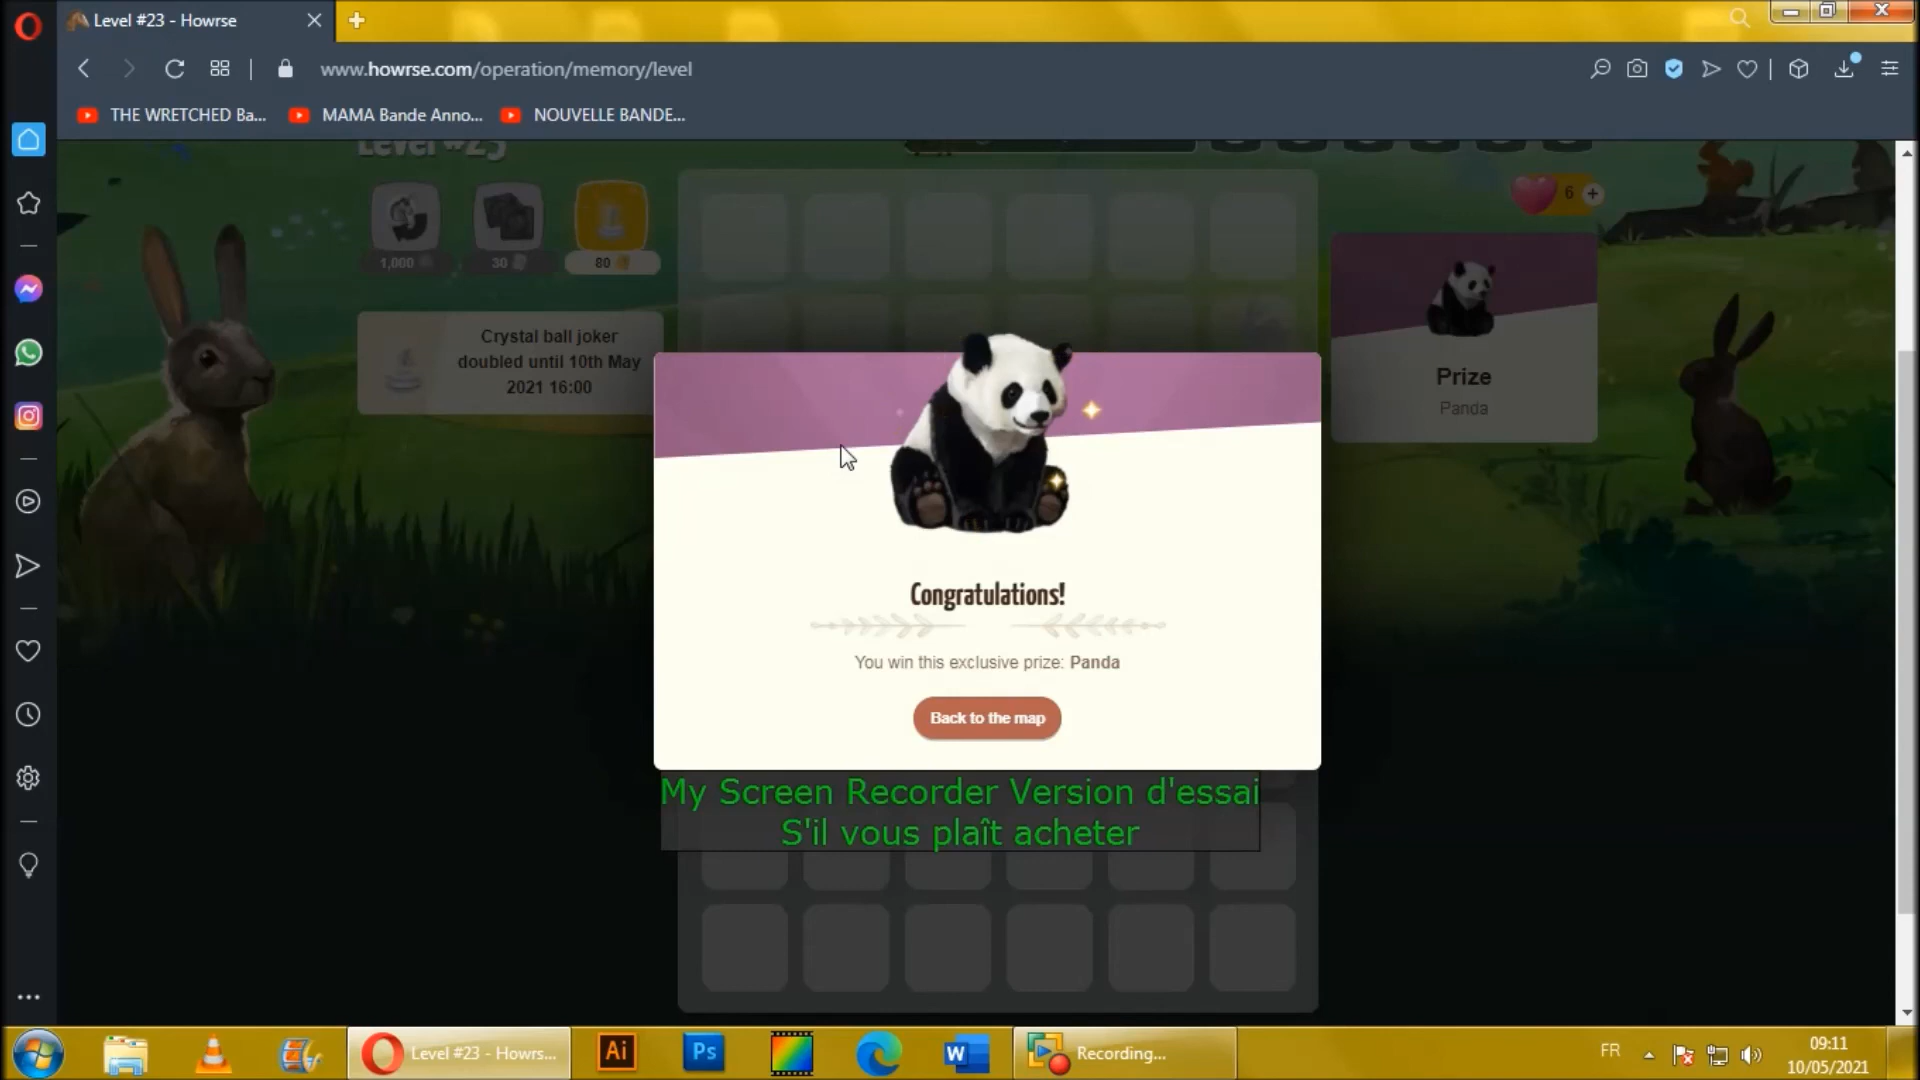 Level #23 - Howrse
www.howrse.com/operation/memory/level
THE WRETCHED Ba...
MAMA Bande Anno...
NOUVELLE BANDE...
Level #23
1,000
30
80
6
Crystal ball joker
doubled until 10th May
2021 16:00
Prize
Panda
Congratulations!
You win this exclusive prize: Panda
Back to the map
My Screen Recorder Version d'essai
S'il vous plaît acheter
Level #23 - Howrs...
Ai
Ps
W
Recording...
FR
09:11
10/05/2021